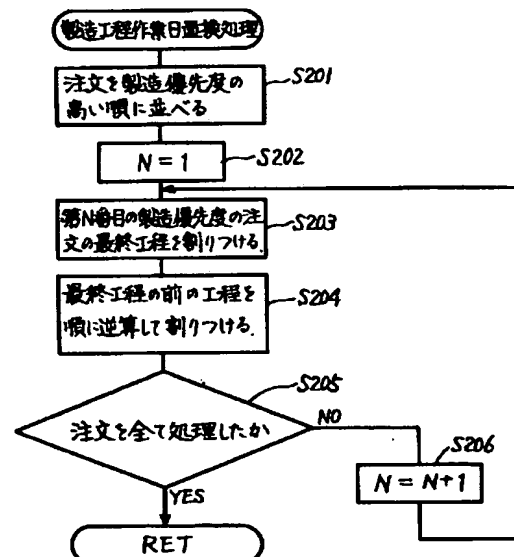 製造工程作業日量検処理
S201
注文を製造優先度の
高い順に並べる
N=1
S202
第N番目の製造優先度の注
文の最終工程を割りつける.
S203
最終工程の前の工程を
順に逆算して割りつける.
S204
S205
注文を全て処理したか
NO
S206
N=N+1
YES
RET